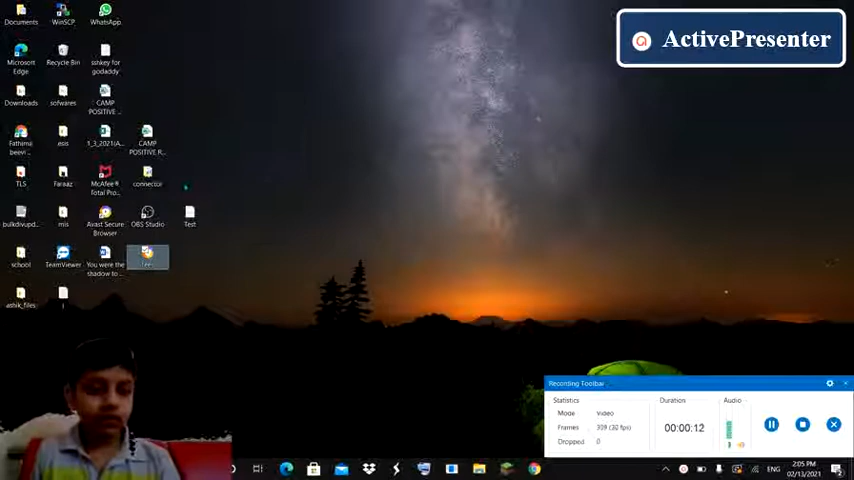 Documents
WinSCP
WhatsApp
ActivePresenter
Microsoft Edge
Recycle Bin
sshkey for godaddy
Downloads
sofwares
CAMP POSITIVE ...
Fathima beevi ...
asis
1_3_2021(A...
CAMP POSITIVE R...
TLS
Faraaz
McAfee® Total Pro...
connector
bulkdivupd...
mis
Avast Secure Browser
OBS Studio
Test
school
TeamViewer
You were the shadow to ...
ashik_files
Recording Toolbar
Statistics
Duration
Audio
Mode
Video
Frames
Dropped
0
00:00:12
ENG
2:05 PM
02/13/2021